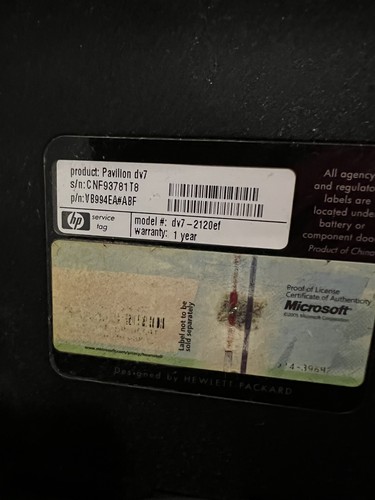 product: Pavilion dv7
s/n: CNF93781T8
p/n: VB994EA#ABF
hp
service
tag
model #: dv7-2120ef
warranty: 1 year
All agency
and regulato
labels are
located unde
battery or
component doo
Product of China
Label not to be
sold separately
Proof of License
Certificate of Authenticity
Microsoft
Designed by HEWLETT-PACKARD